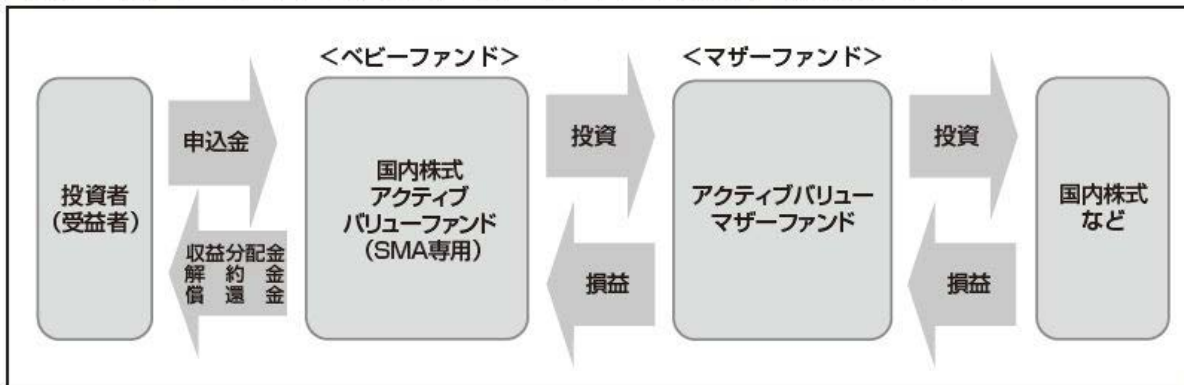 <ベビーファンド>
<マザーファンド>
投資者
(受益者)
申込金
収益分配金
解約金
償還金
国内株式
アクティブ
バリューファンド
(SMA専用)
投資
損益
アクティブバリュー
マザーファンド
投資
損益
国内株式
など